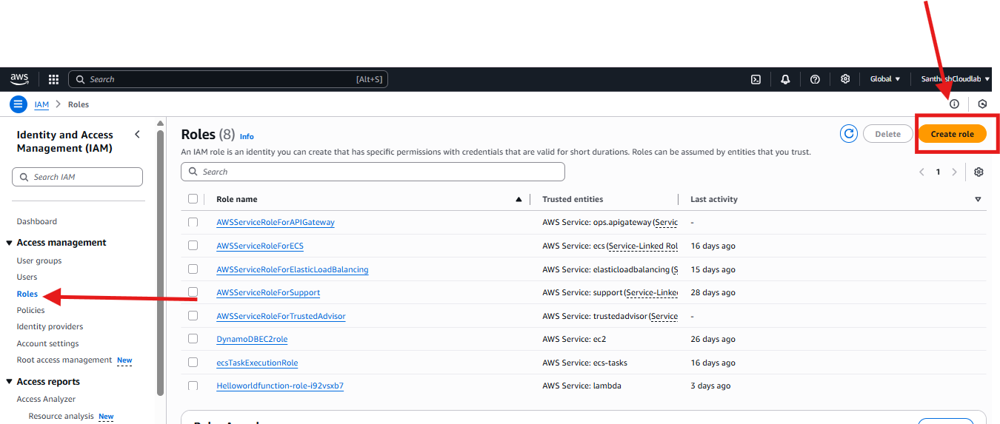 aws Search [Alt+S] Global SanthoshCloudlab
IAM > Roles
Identity and Access
Management (IAM)
Search IAM
Dashboard
Access management
User groups
Users
Roles
Policies
Identity providers
Account settings
Root access management New
Access reports
Access Analyzer
Resource analysis New
Roles (8) Info
Delete
Create role
An IAM role is an identity you can create that has specific permissions with credentials that are valid for short durations. Roles can be assumed by entities that you trust.
Search
1
Role name Trusted entities Last activity
AWSServiceRoleForAPIGateway AWS Service: ops.apigateway (Servic -
AWSServiceRoleForECS AWS Service: ecs (Service-Linked Rol 16 days ago
AWSServiceRoleForElasticLoadBalancing AWS Service: elasticloadbalancing (S 15 days ago
AWSServiceRoleForSupport AWS Service: support (Service-Linke 28 days ago
AWSServiceRoleForTrustedAdvisor AWS Service: trustedadvisor (Service -
DynamoDBEC2role AWS Service: ec2 26 days ago
ecsTaskExecutionRole AWS Service: ecs-tasks 16 days ago
Helloworldfunction-role-i92vsxb7 AWS Service: lambda 3 days ago